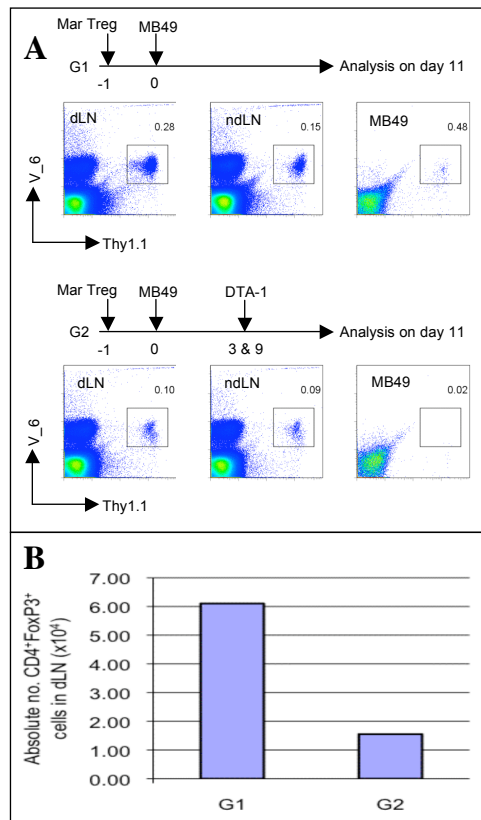 A
Mar Treg MB49
G1 Analysis on day 11
-1 0
dLN ndLN MB49
0.28 0.15 0.48
V_6
Thy1.1
Mar Treg MB49 DTA-1
G2 Analysis on day 11
-1 0 3 & 9
dLN ndLN MB49
0.10 0.09 0.02
V_6
Thy1.1
B
Absolute no. CD4⁺FoxP3⁺
cells in dLN (x10⁴)
7.00
6.00
5.00
4.00
3.00
2.00
1.00
0.00
G1 G2